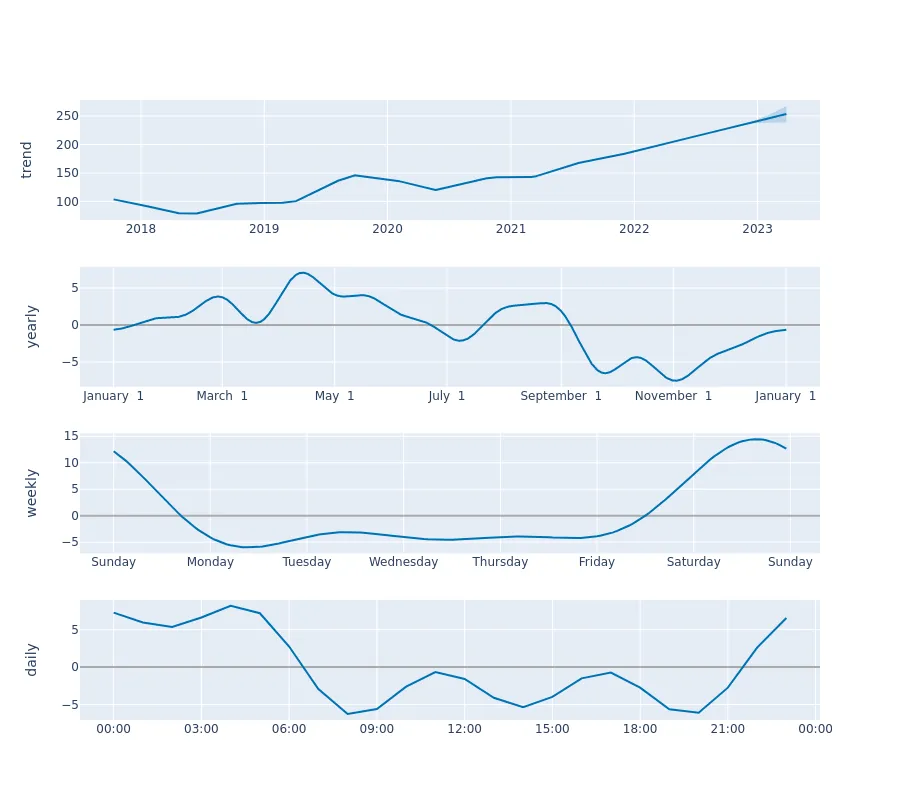 trend
250
200
150
100
2018 2019 2020 2021 2022 2023
yearly
5
0
−5
January 1 March 1 May 1 July 1 September 1 November 1 January 1
weekly
15
10
5
0
−5
Sunday Monday Tuesday Wednesday Thursday Friday Saturday Sunday
daily
5
0
−5
00:00 03:00 06:00 09:00 12:00 15:00 18:00 21:00 00:00